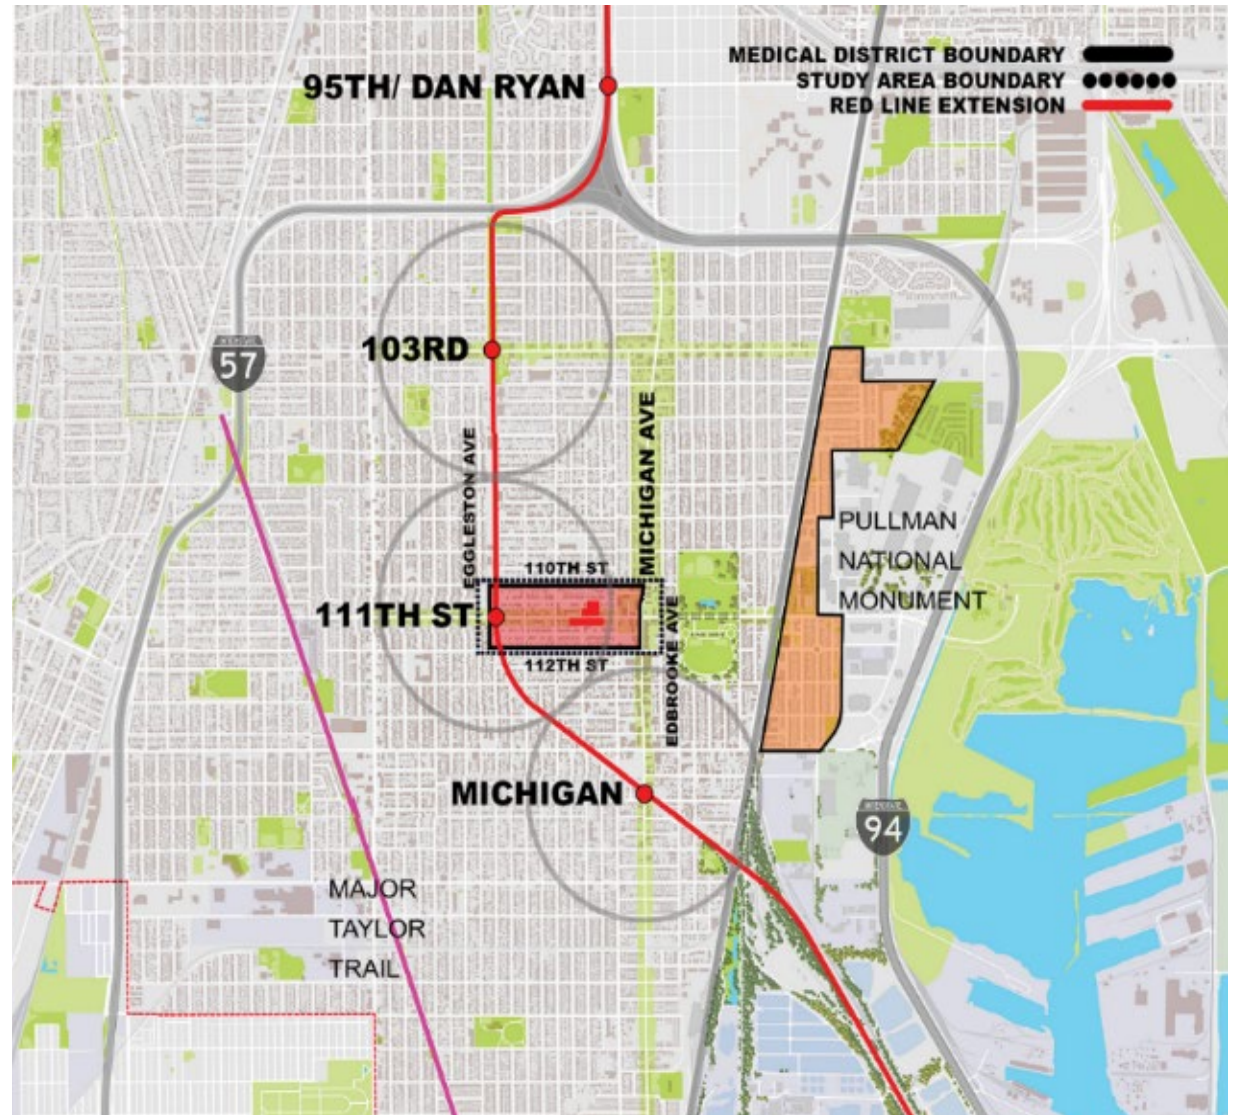 MEDICAL DISTRICT BOUNDARY
STUDY AREA BOUNDARY
RED LINE EXTENSION
95TH/ DAN RYAN
57
103RD
EGGLESTON AVE
MICHIGAN AVE
PULLMAN
NATIONAL
MONUMENT
110TH ST
111TH ST
112TH ST
EDBROOKE AVE
MICHIGAN
94
MAJOR
TAYLOR
TRAIL